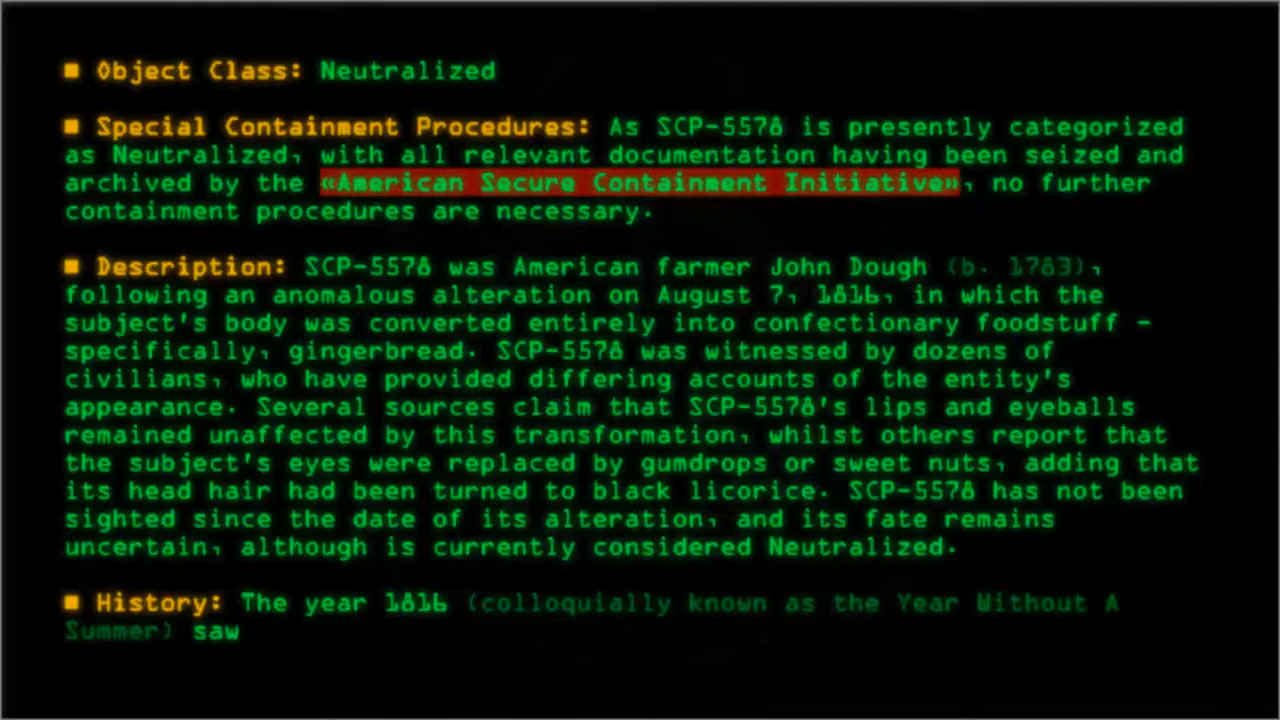 ■ Object Class: Neutralized
■ Special Containment Procedures: As SCP-5578 is presently categorized
as Neutralized, with all relevant documentation having been seized and
archived by the «American Secure Containment Initiative», no further
containment procedures are necessary.
■ Description: SCP-5578 was American farmer John Dough (b. 1783),
following an anomalous alteration on August 7, 1816, in which the
subject's body was converted entirely into confectionary foodstuff –
specifically, gingerbread. SCP-5578 was witnessed by dozens of
civilians, who have provided differing accounts of the entity's
appearance. Several sources claim that SCP-5578's lips and eyeballs
remained unaffected by this transformation, whilst others report that
the subject's eyes were replaced by gumdrops or sweet nuts, adding that
its head hair had been turned to black licorice. SCP-5578 has not been
sighted since the date of its alteration, and its fate remains
uncertain, although is currently considered Neutralized.
■ History: The year 1816 (colloquially known as the Year Without A
Summer) saw